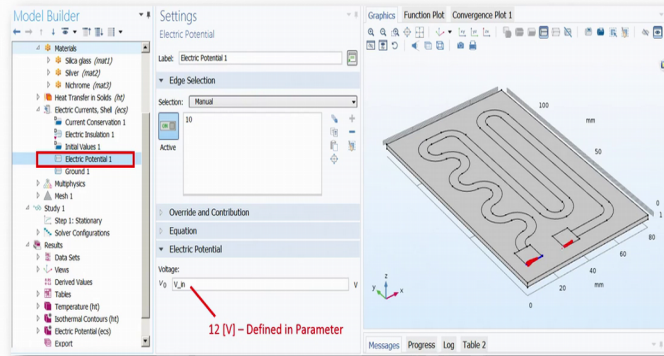 Model Builder
Materials
Silica glass (mat1)
Silver (mat2)
Nichrome (mat3)
Heat Transfer in Solids (ht)
Electric Currents, Shell (ecs)
Current Conservation 1
Electric Insulation 1
Initial Values 1
Electric Potential 1
Ground 1
Multiphysics
Mesh 1
Study 1
Step 1: Stationary
Solver Configurations
Results
Data Sets
Views
Derived Values
Tables
Temperature (ht)
Isothermal Contours (ht)
Electric Potential (ecs)
Export
Settings
Electric Potential
Label: Electric Potential 1
Edge Selection
Selection: Manual
10
Active
Override and Contribution
Equation
Electric Potential
Voltage:
V0 V_in V
12 [V] – Defined in Parameter
Graphics Function Plot Convergence Plot 1
100
mm
50
0
1
80
60
mm
40
20
0
z
y x
Messages Progress Log Table 2